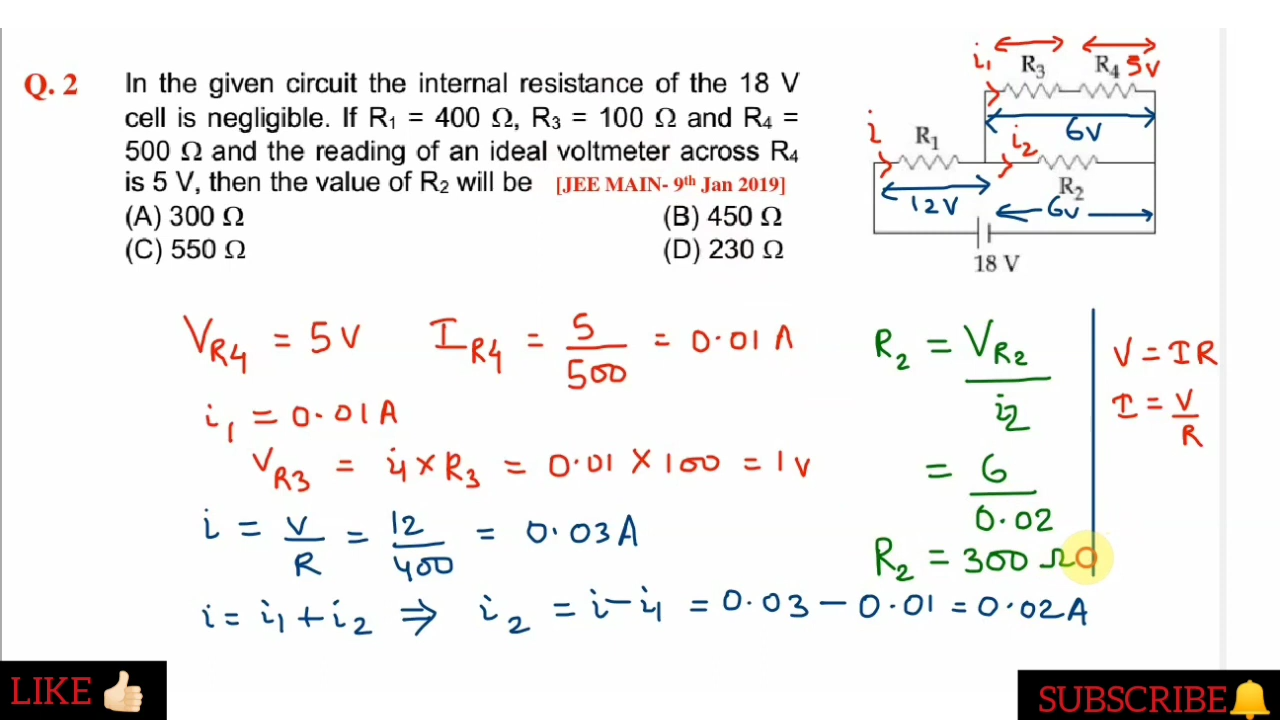 Q. 2 In the given circuit the internal resistance of the 18 V
cell is negligible. If R₁ = 400 Ω, R₃ = 100 Ω and R₄ =
500 Ω and the reading of an ideal voltmeter across R₄
is 5 V, then the value of R₂ will be [JEE MAIN- 9th Jan 2019]
(A) 300 Ω (B) 450 Ω
(C) 550 Ω (D) 230 Ω
i₁ R₃ R₄ 5V
6V
i R₁ i₂
R₂
12V 6V
18 V
V_R4 = 5V I_R4 = 5/500 = 0.01 A
i₁ = 0.01A
V_R3 = i₁ × R₃ = 0.01 × 100 = 1V
i = V/R = 12/400 = 0.03A
i = i₁ + i₂ ⇒ i₂ = i - i₁ = 0.03 - 0.01 = 0.02A
R₂ = V_R2/i₂
= 6/0.02
R₂ = 300 Ω
V = IR
I = V/R
LIKE
SUBSCRIBE